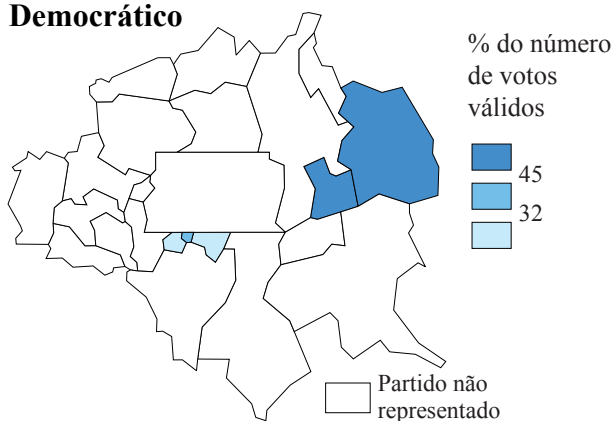 Democrático
% do número
de votos
válidos
45
32
Partido não
representado